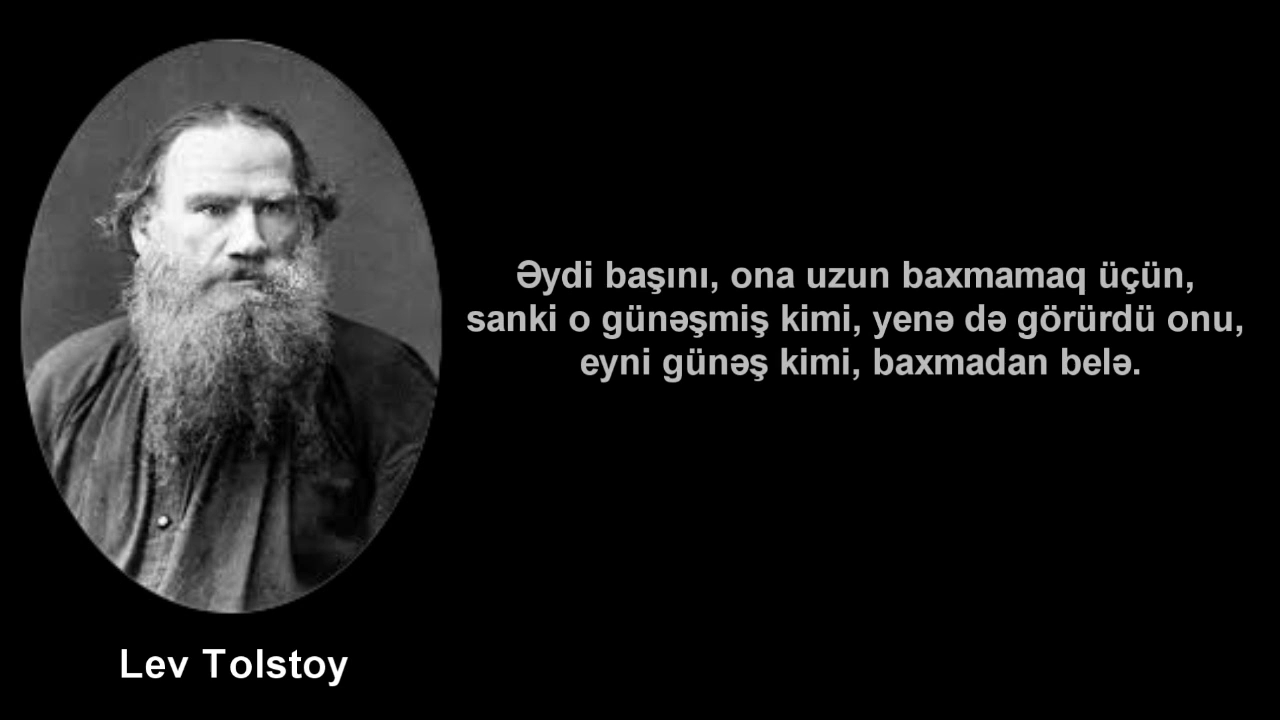 Əydi başını, ona uzun baxmamaq üçün,
sanki o günəşmiş kimi, yenə də görürdü onu,
eyni günəş kimi, baxmadan belə.
Lev Tolstoy